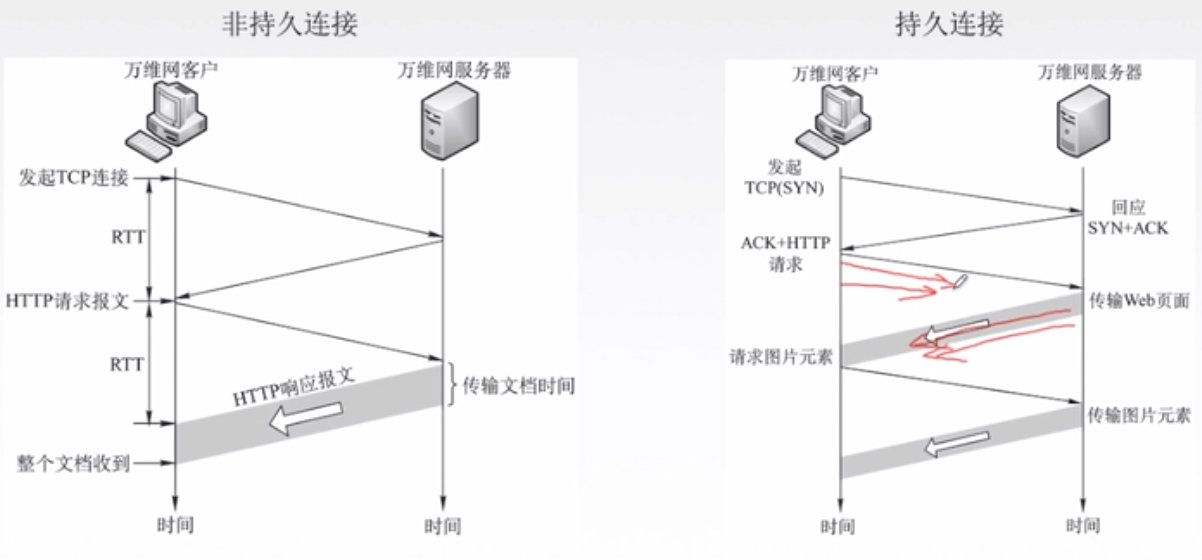 非持久连接
万维网客户
万维网服务器
发起TCP连接
RTT
HTTP请求报文
RTT
HTTP响应报文
传输文档时间
整个文档收到
时间
时间
持久连接
万维网客户
万维网服务器
发起
TCP(SYN)
回应
SYN+ACK
ACK+HTTP
请求
传输Web页面
请求图片元素
传输图片元素
时间
时间